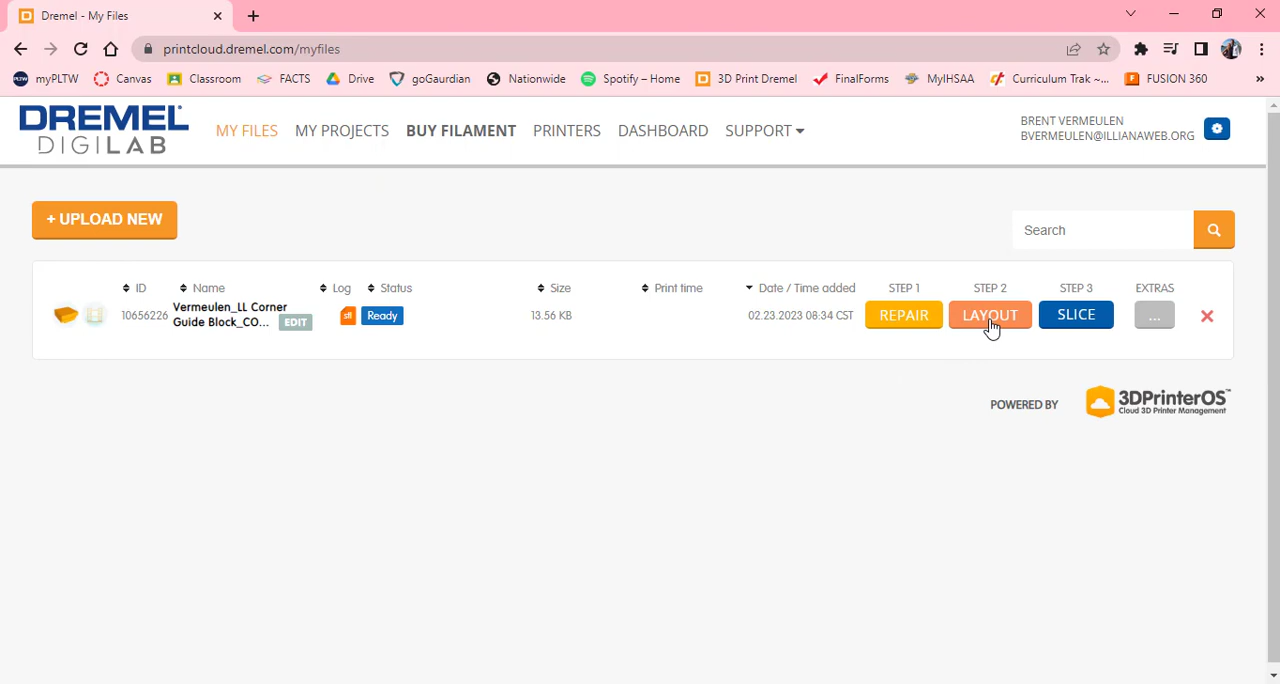 Dremel - My Files
printcloud.dremel.com/myfiles
myPLTW Canvas Classroom FACTS Drive goGaurdian Nationwide Spotify – Home 3D Print Dremel FinalForms MyIHSAA Curriculum Trak ~... FUSION 360 »
DREMEL DIGILAB
MY FILES MY PROJECTS BUY FILAMENT PRINTERS DASHBOARD SUPPORT
BRENT VERMEULEN
BVERMEULEN@ILLIANAWEB.ORG
+ UPLOAD NEW
Search
ID Name Log Status Size Print time Date / Time added STEP 1 STEP 2 STEP 3 EXTRAS
10656226 Vermeulen_LL Corner Guide Block_CO... EDIT stl Ready 13.56 KB 02.23.2023 08:34 CST REPAIR LAYOUT SLICE ...
POWERED BY 3DPrinterOS™
Cloud 3D Printer Management